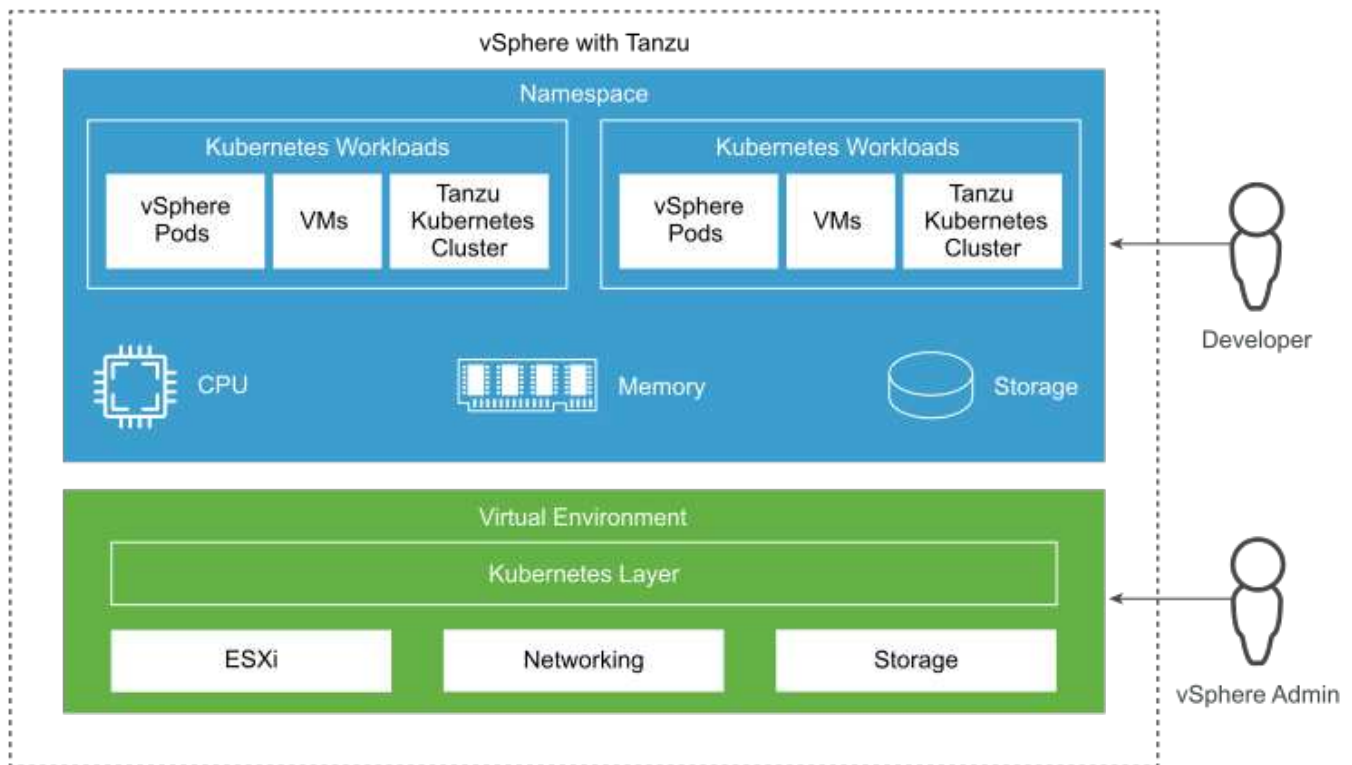 vSphere with Tanzu
Namespace
Kubernetes Workloads
vSphere
Pods
VMs
Tanzu
Kubernetes
Cluster
Kubernetes Workloads
vSphere
Pods
VMs
Tanzu
Kubernetes
Cluster
CPU
Memory
Storage
Developer
Virtual Environment
Kubernetes Layer
ESXi
Networking
Storage
vSphere Admin